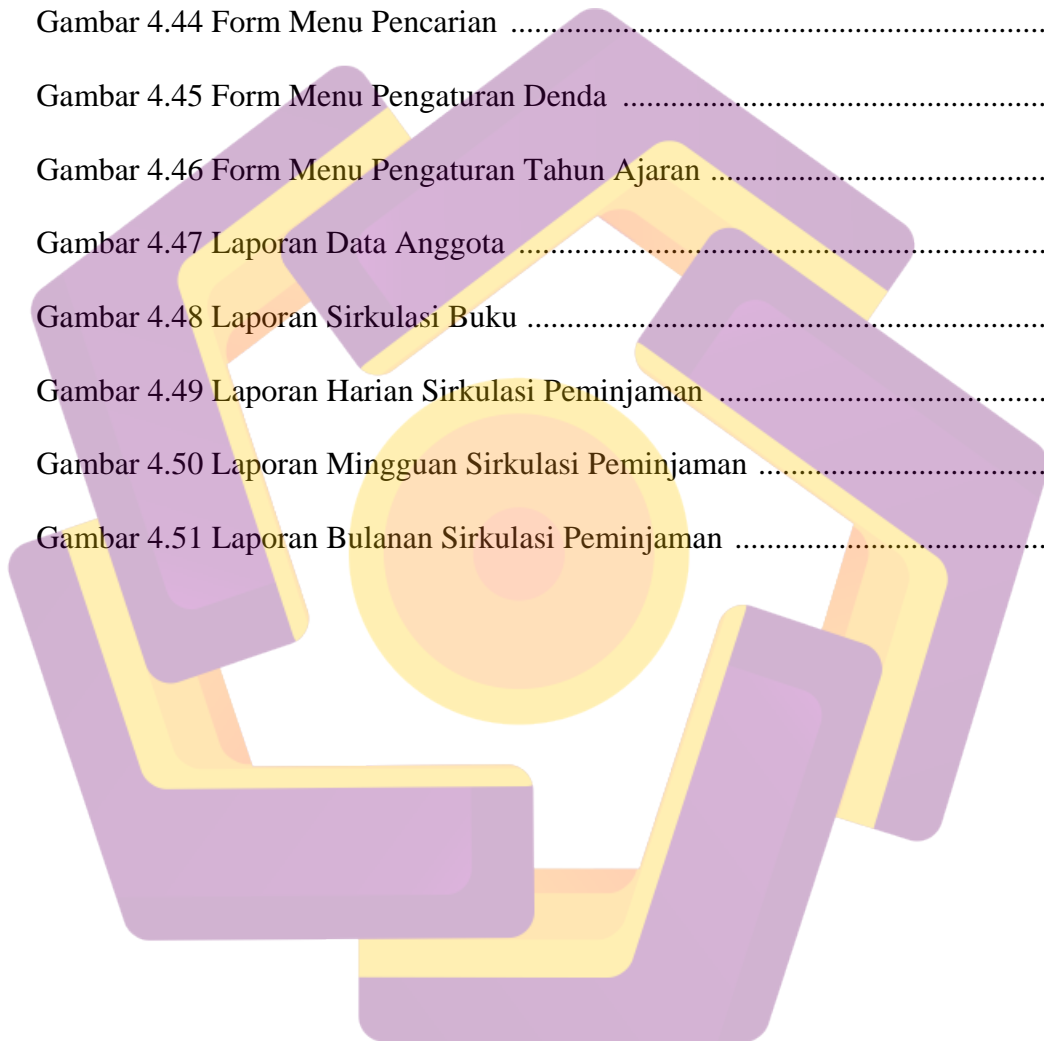 Gambar 4.44 Form Menu Pencarian ..................................................................
Gambar 4.45 Form Menu Pengaturan Denda ....................................................
Gambar 4.46 Form Menu Pengaturan Tahun Ajaran .........................................
Gambar 4.47 Laporan Data Anggota .................................................................
Gambar 4.48 Laporan Sirkulasi Buku ................................................................
Gambar 4.49 Laporan Harian Sirkulasi Peminjaman ........................................
Gambar 4.50 Laporan Mingguan Sirkulasi Peminjaman ...................................
Gambar 4.51 Laporan Bulanan Sirkulasi Peminjaman ......................................